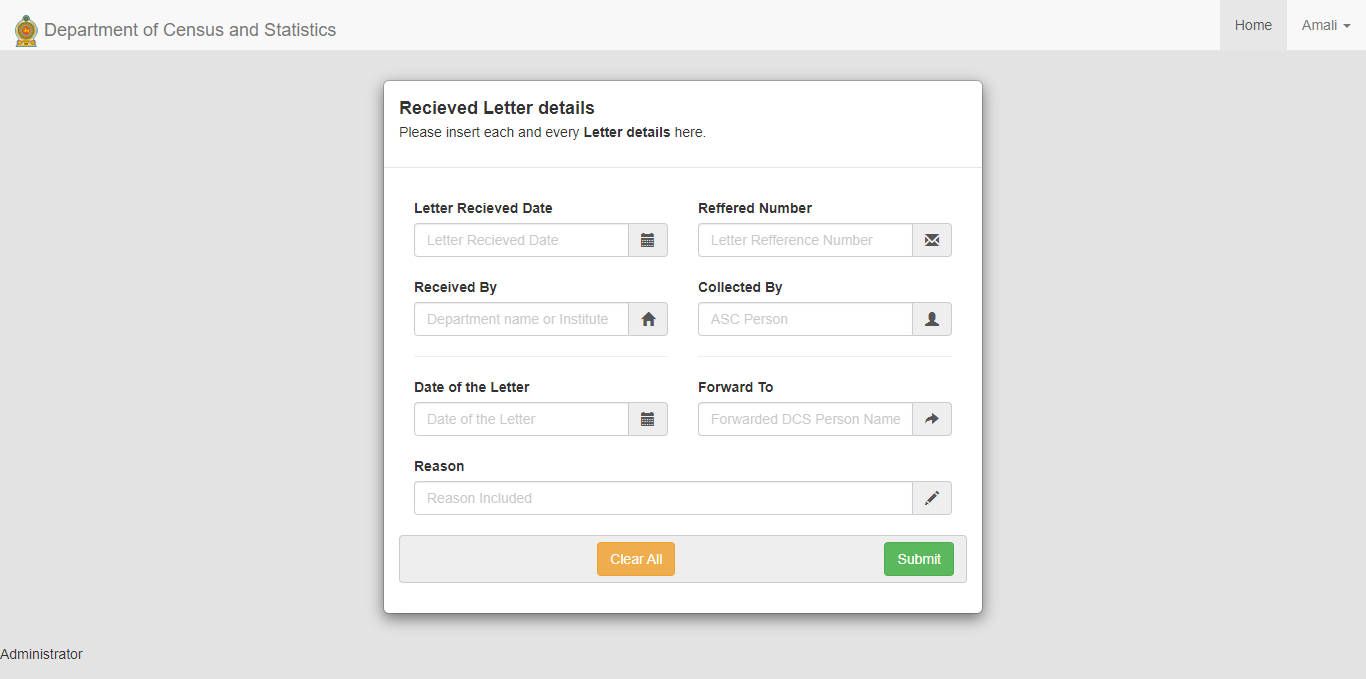 Department of Census and Statistics
Home
Amali
Recieved Letter details
Please insert each and every Letter details here.
Letter Recieved Date
Reffered Number
Letter Recieved Date
Letter Refference Number
Received By
Collected By
Department name or Institute
ASC Person
Date of the Letter
Forward To
Date of the Letter
Forwarded DCS Person Name
Reason
Reason Included
Clear All
Submit
Administrator